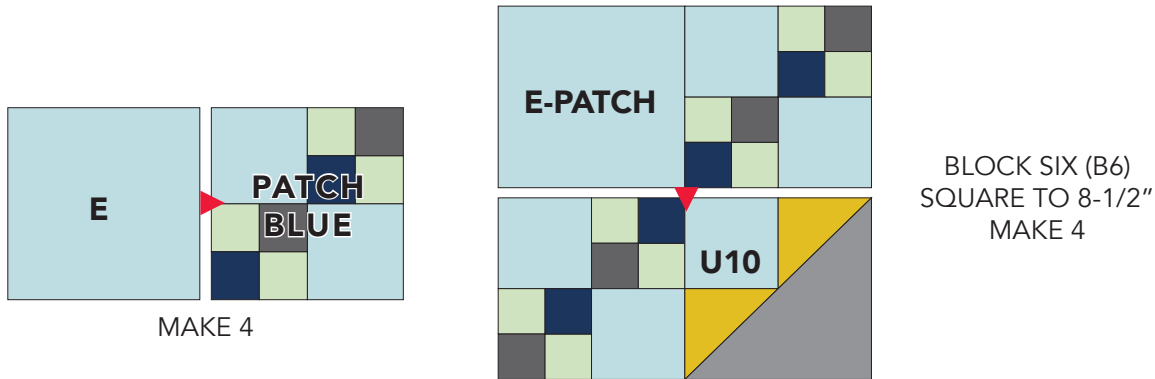 E
PATCH
BLUE
MAKE 4
E-PATCH
U10
BLOCK SIX (B6)
SQUARE TO 8-1/2”
MAKE 4